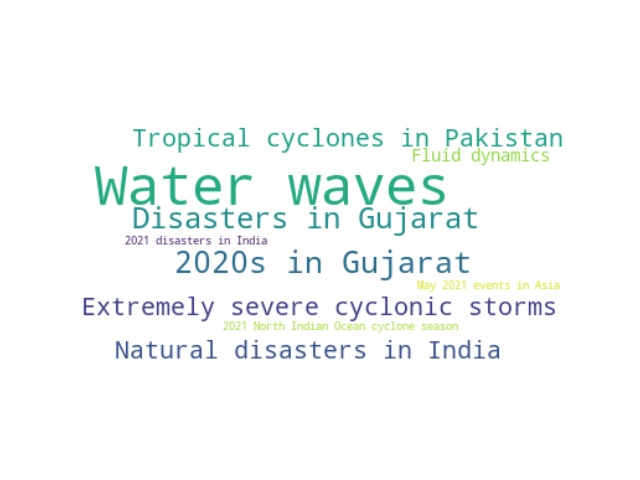 Tropical cyclones in Pakistan
Fluid dynamics
Water waves
Disasters in Gujarat
2021 disasters in India
2020s in Gujarat
May 2021 events in Asia
Extremely severe cyclonic storms
2021 North Indian Ocean cyclone season
Natural disasters in India